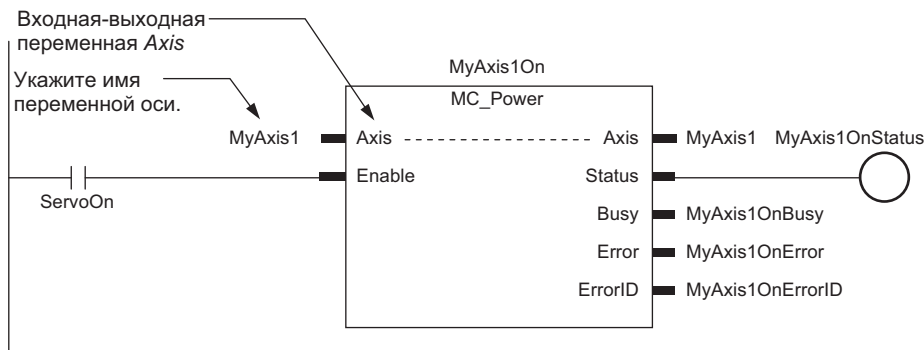 Входная-выходная
переменная Axis
Укажите имя
переменной оси.
MyAxis1On
MC_Power
MyAxis1 Axis Axis MyAxis1 MyAxis1OnStatus
Enable Status
ServoOn
Busy MyAxis1OnBusy
Error MyAxis1OnError
ErrorID MyAxis1OnErrorID